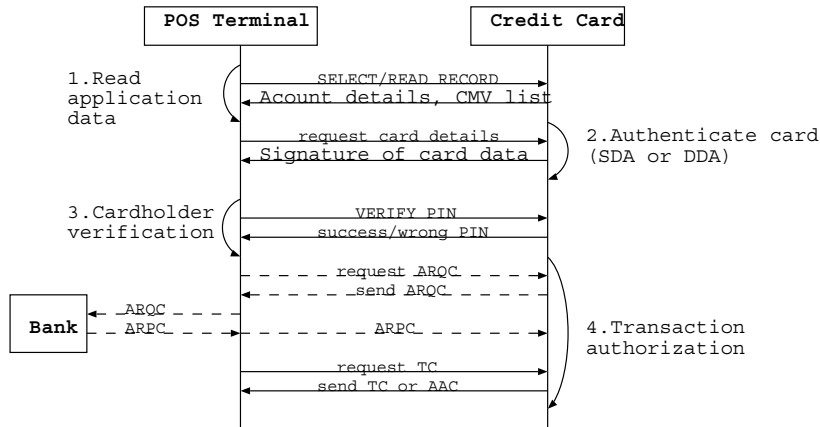 POS Terminal
Credit Card
1.Read
application
data
SELECT/READ RECORD
Acount details, CMV list
request card details
Signature of card data
2.Authenticate card
(SDA or DDA)
3.Cardholder
verification
VERIFY PIN
success/wrong PIN
request ARQC
send ARQC
Bank
ARQC
ARPC
ARPC
4.Transaction
authorization
request TC
send TC or AAC